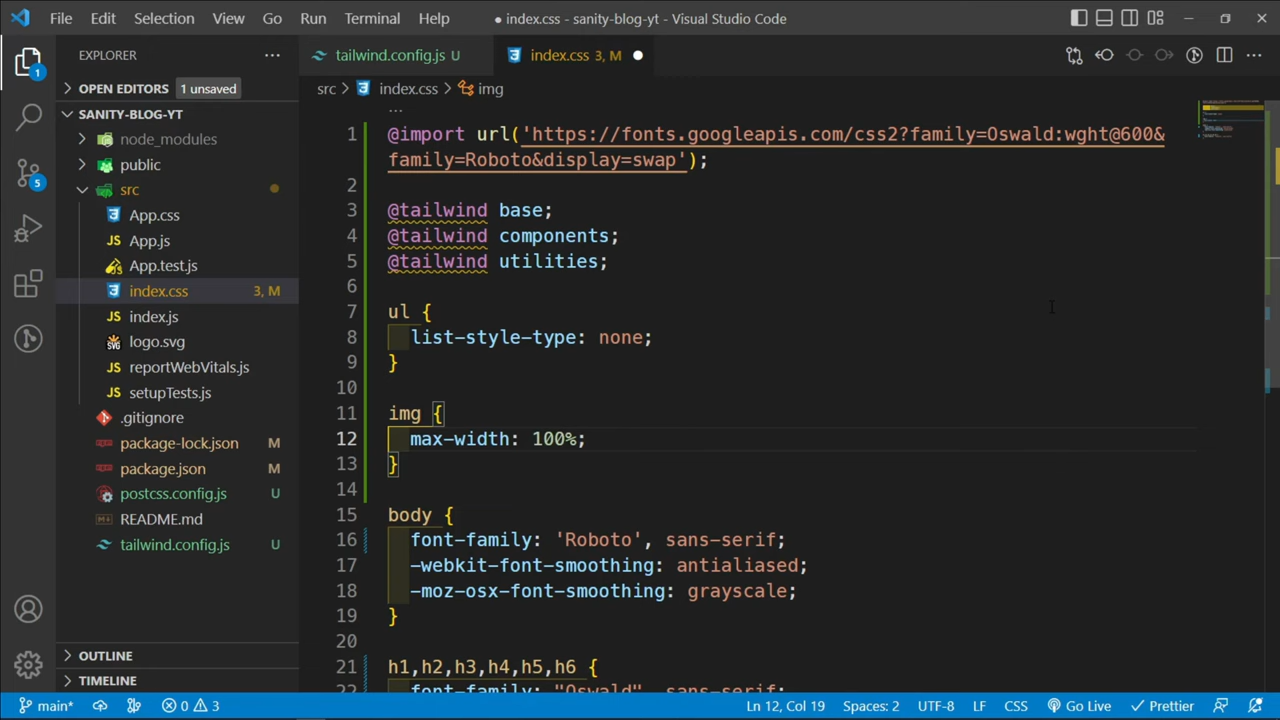 File Edit Selection View Go Run Terminal Help
● index.css - sanity-blog-yt - Visual Studio Code
EXPLORER
OPEN EDITORS 1 unsaved
SANITY-BLOG-YT
node_modules
public
src
App.css
App.js
App.test.js
index.css 3, M
index.js
logo.svg
reportWebVitals.js
setupTests.js
.gitignore
package-lock.json M
package.json M
postcss.config.js U
README.md
tailwind.config.js U
OUTLINE
TIMELINE
1
5
tailwind.config.js U
index.css 3, M
src > index.css > img
1 @import url('https://fonts.googleapis.com/css2?family=Oswald:wght@600&
family=Roboto&display=swap');
2
3 @tailwind base;
4 @tailwind components;
5 @tailwind utilities;
6
7 ul {
8 list-style-type: none;
9 }
10
11 img {
12 max-width: 100%;
13 }
14
15 body {
16 font-family: 'Roboto', sans-serif;
17 -webkit-font-smoothing: antialiased;
18 -moz-osx-font-smoothing: grayscale;
19 }
20
21 h1,h2,h3,h4,h5,h6 {
22 font-family: "Oswald", sans-serif;
main* 0 3 Ln 12, Col 19 Spaces: 2 UTF-8 LF CSS Go Live Prettier